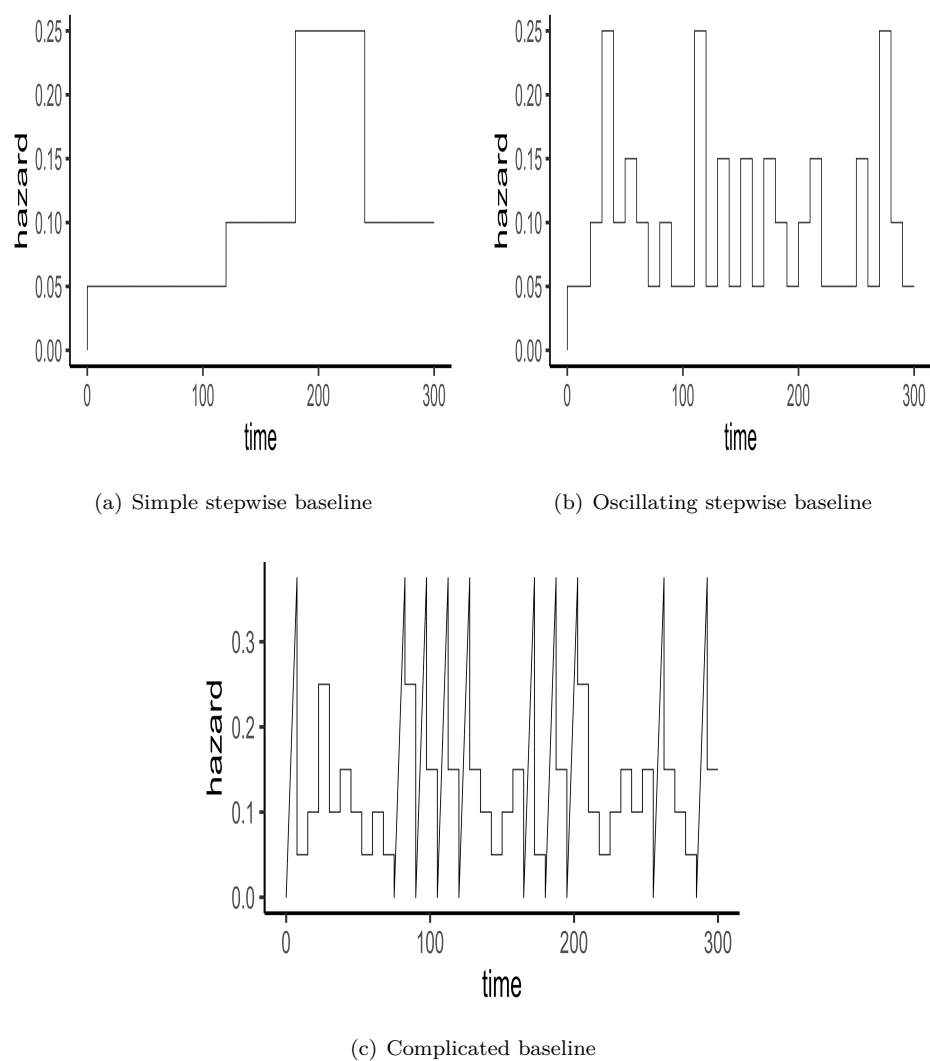 0.25
0.20
0.15
0.10
0.05
0.00
hazard
0 100 200 300
time
(a) Simple stepwise baseline
0.25
0.20
0.15
0.10
0.05
0.00
hazard
0 100 200 300
time
(b) Oscillating stepwise baseline
0.3
0.2
0.1
0.0
hazard
0 100 200 300
time
(c) Complicated baseline